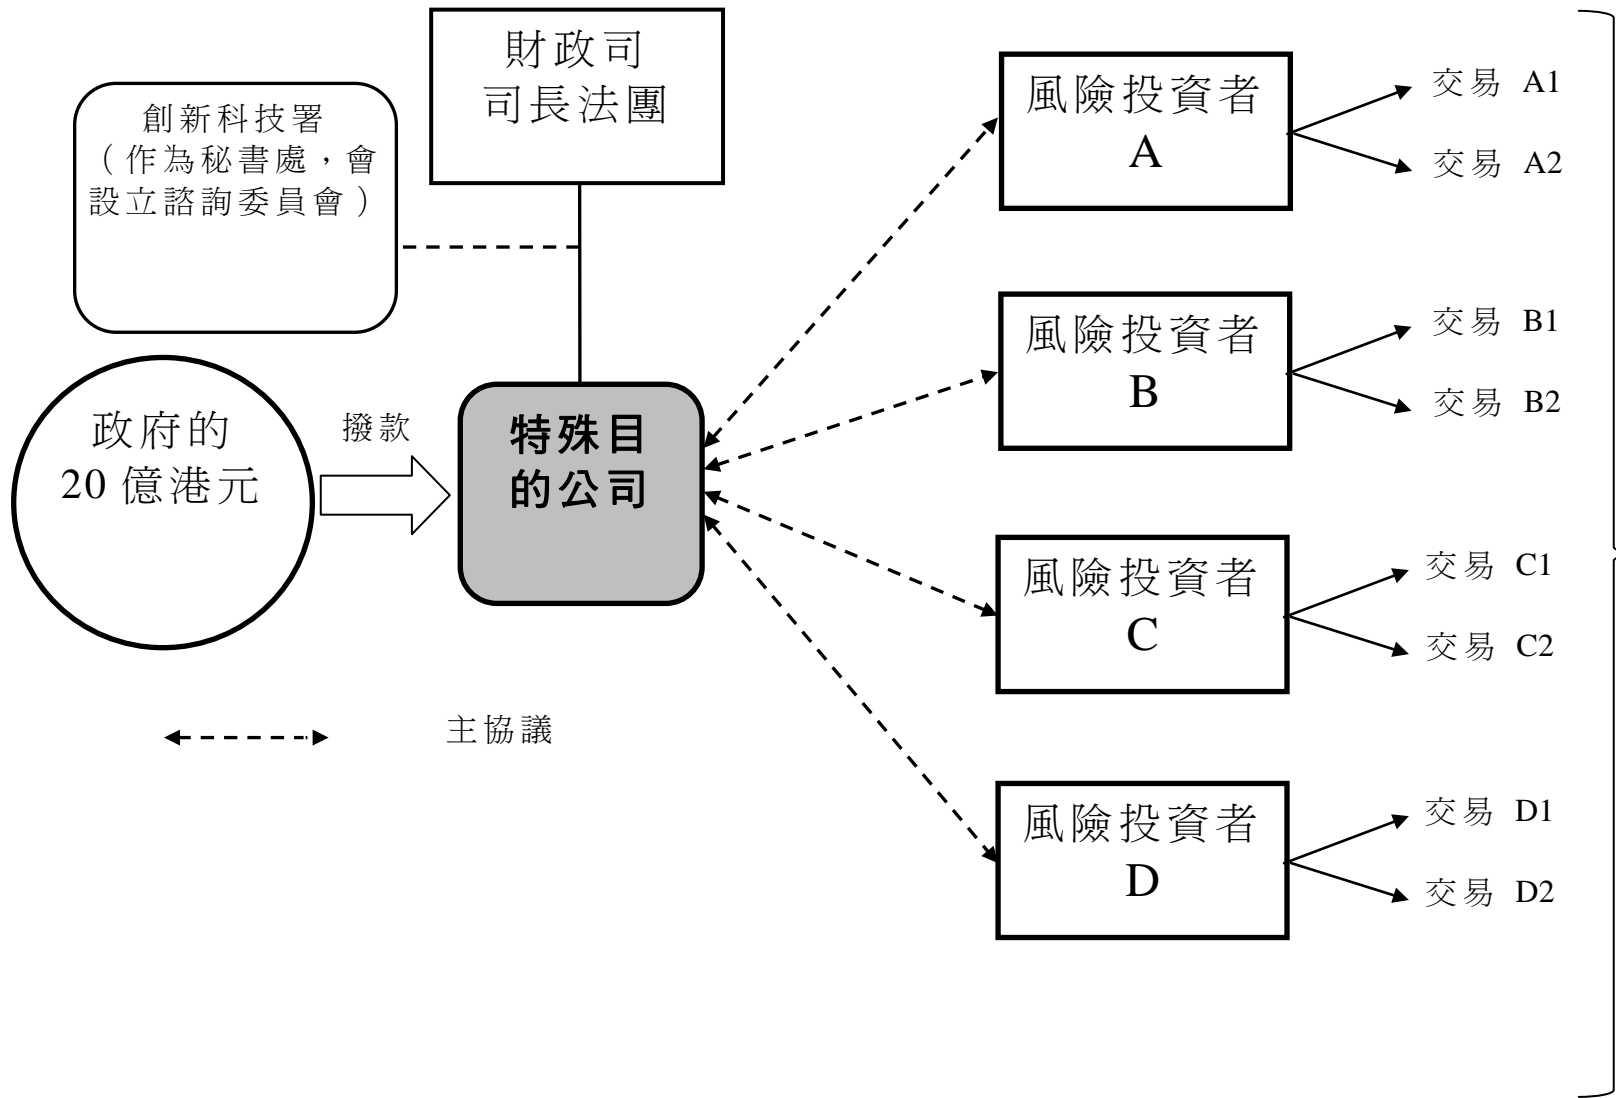 財政司
司長法團
創新科技署
（作為秘書處，會
設立諮詢委員會）
政府的
20 億港元
撥款
特殊目
的公司
主協議
風險投資者
A
交易 A1
交易 A2
風險投資者
B
交易 B1
交易 B2
風險投資者
C
交易 C1
交易 C2
風險投資者
D
交易 D1
交易 D2